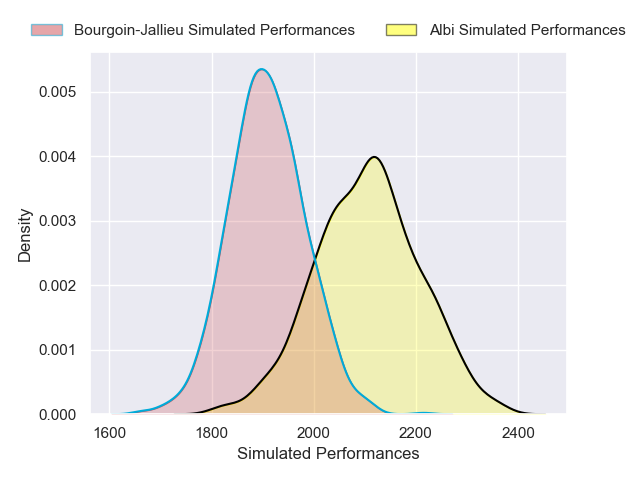 Bourgoin-Jallieu Simulated Performances
Albi Simulated Performances
Density
0.005
0.004
0.003
0.002
0.001
0.000
1600
1800
2000
2200
2400
Simulated Performances